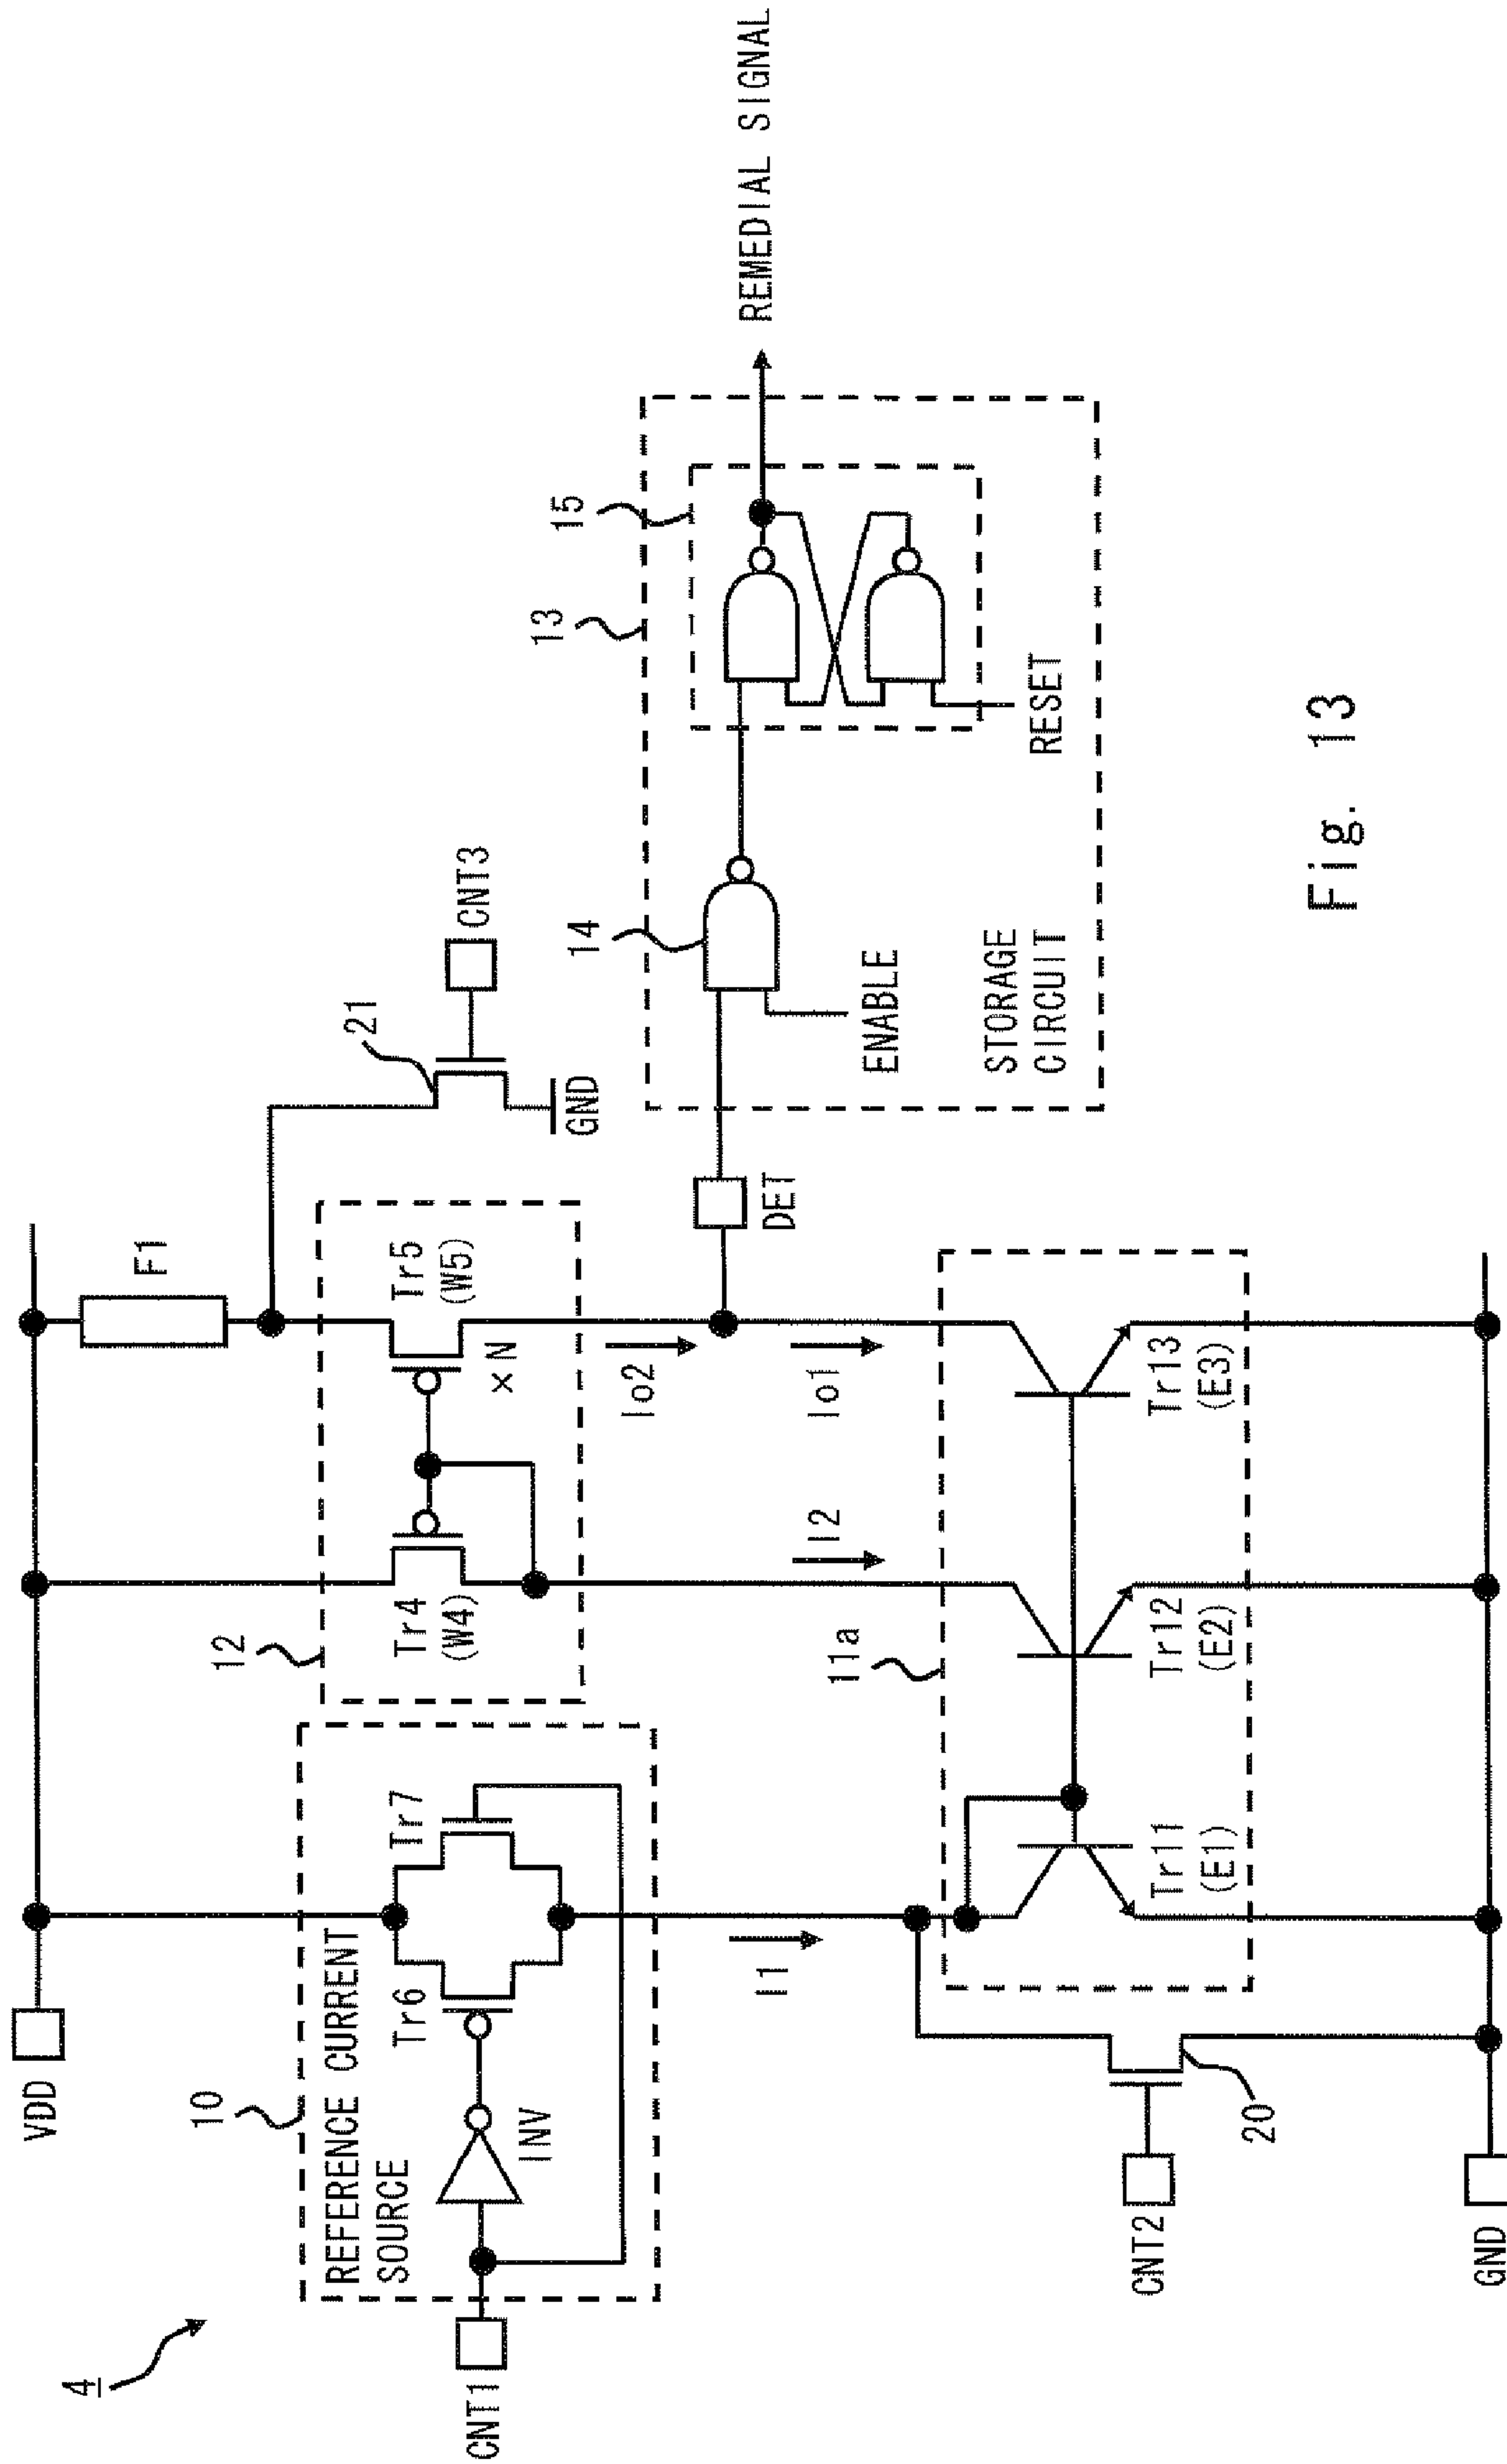 4
VDD
10
REFERENCE CURRENT
SOURCE
CNT1
INV
Tr6
Tr7
12
Tr4
(W4)
Tr5
(W5)
×N
F1
21
CNT3
GND
I1
I2
Io2
Io1
DET
13
14
15
ENABLE
RESET
STORAGE
CIRCUIT
REMEDIAL SIGNAL
11a
Tr11
(E1)
Tr12
(E2)
Tr13
(E3)
CNT2
20
GND
Fig. 13